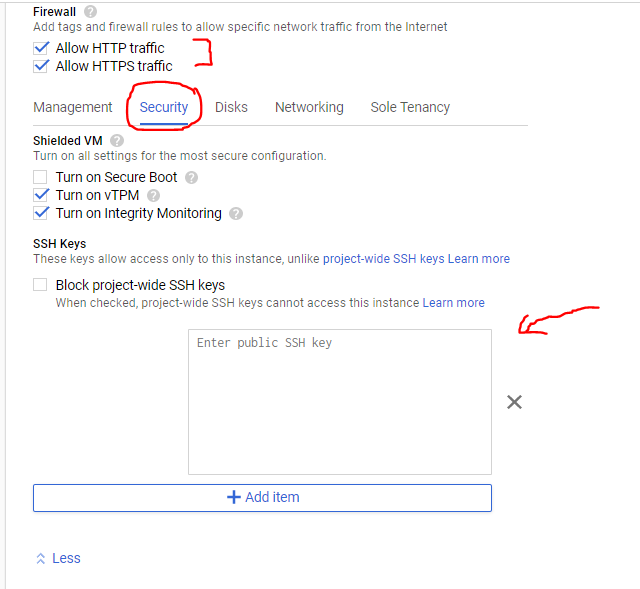 Firewall
Add tags and firewall rules to allow specific network traffic from the Internet
Allow HTTP traffic
Allow HTTPS traffic
Management Security Disks Networking Sole Tenancy
Shielded VM
Turn on all settings for the most secure configuration.
Turn on Secure Boot
Turn on vTPM
Turn on Integrity Monitoring
SSH Keys
These keys allow access only to this instance, unlike project-wide SSH keys Learn more
Block project-wide SSH keys
When checked, project-wide SSH keys cannot access this instance Learn more
Enter public SSH key
Add item
Less